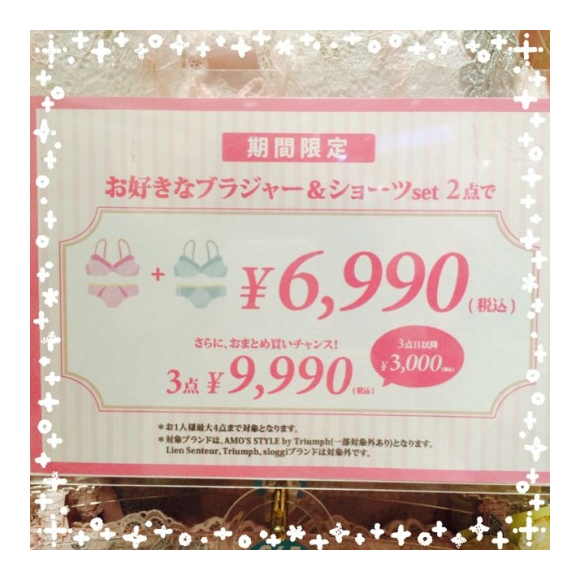 期間限定
お好きなブラジャー&ショーツset 2点で
+ ¥6,990(税込)
さらに、おまとめ買いチャンス!
3点 ¥9,990(税込)
3点目以降
¥3,000(税込)
*お1人様最大4点まで対象となります。
*対象ブランドは、AMO'S STYLE by Triumph(一部対象外あり)となります。
Lien Senteur、Triumph、sloggiブランドは対象外です。